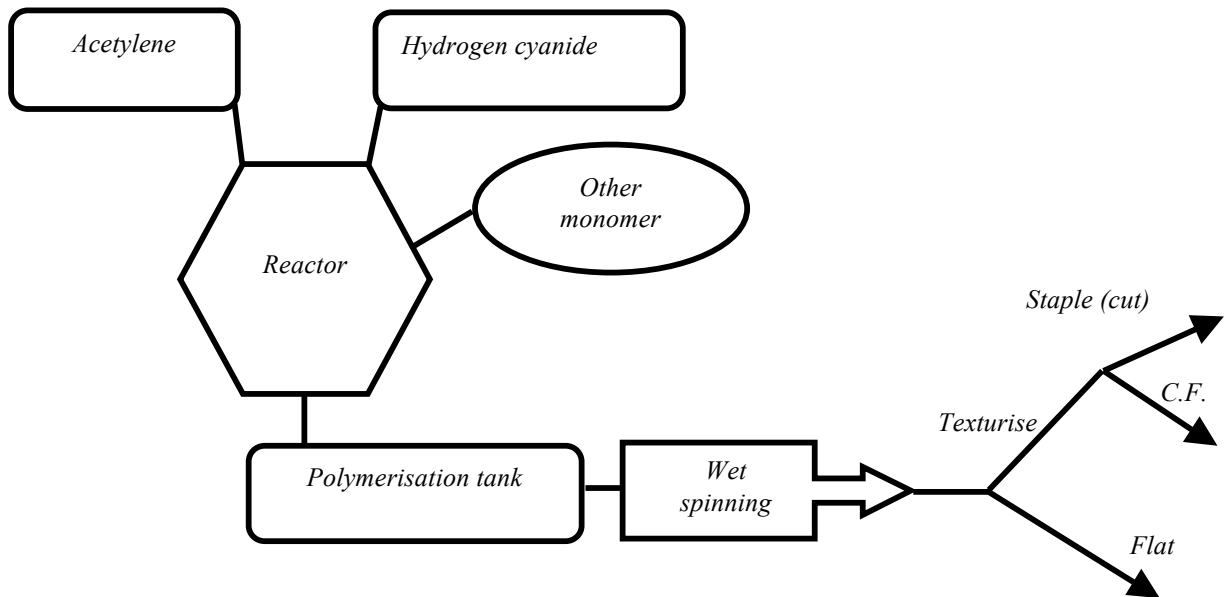 Acetylene
Hydrogen cyanide
Other
monomer
Reactor
Staple (cut)
C.F.
Texturise
Polymerisation tank
Wet
spinning
Flat